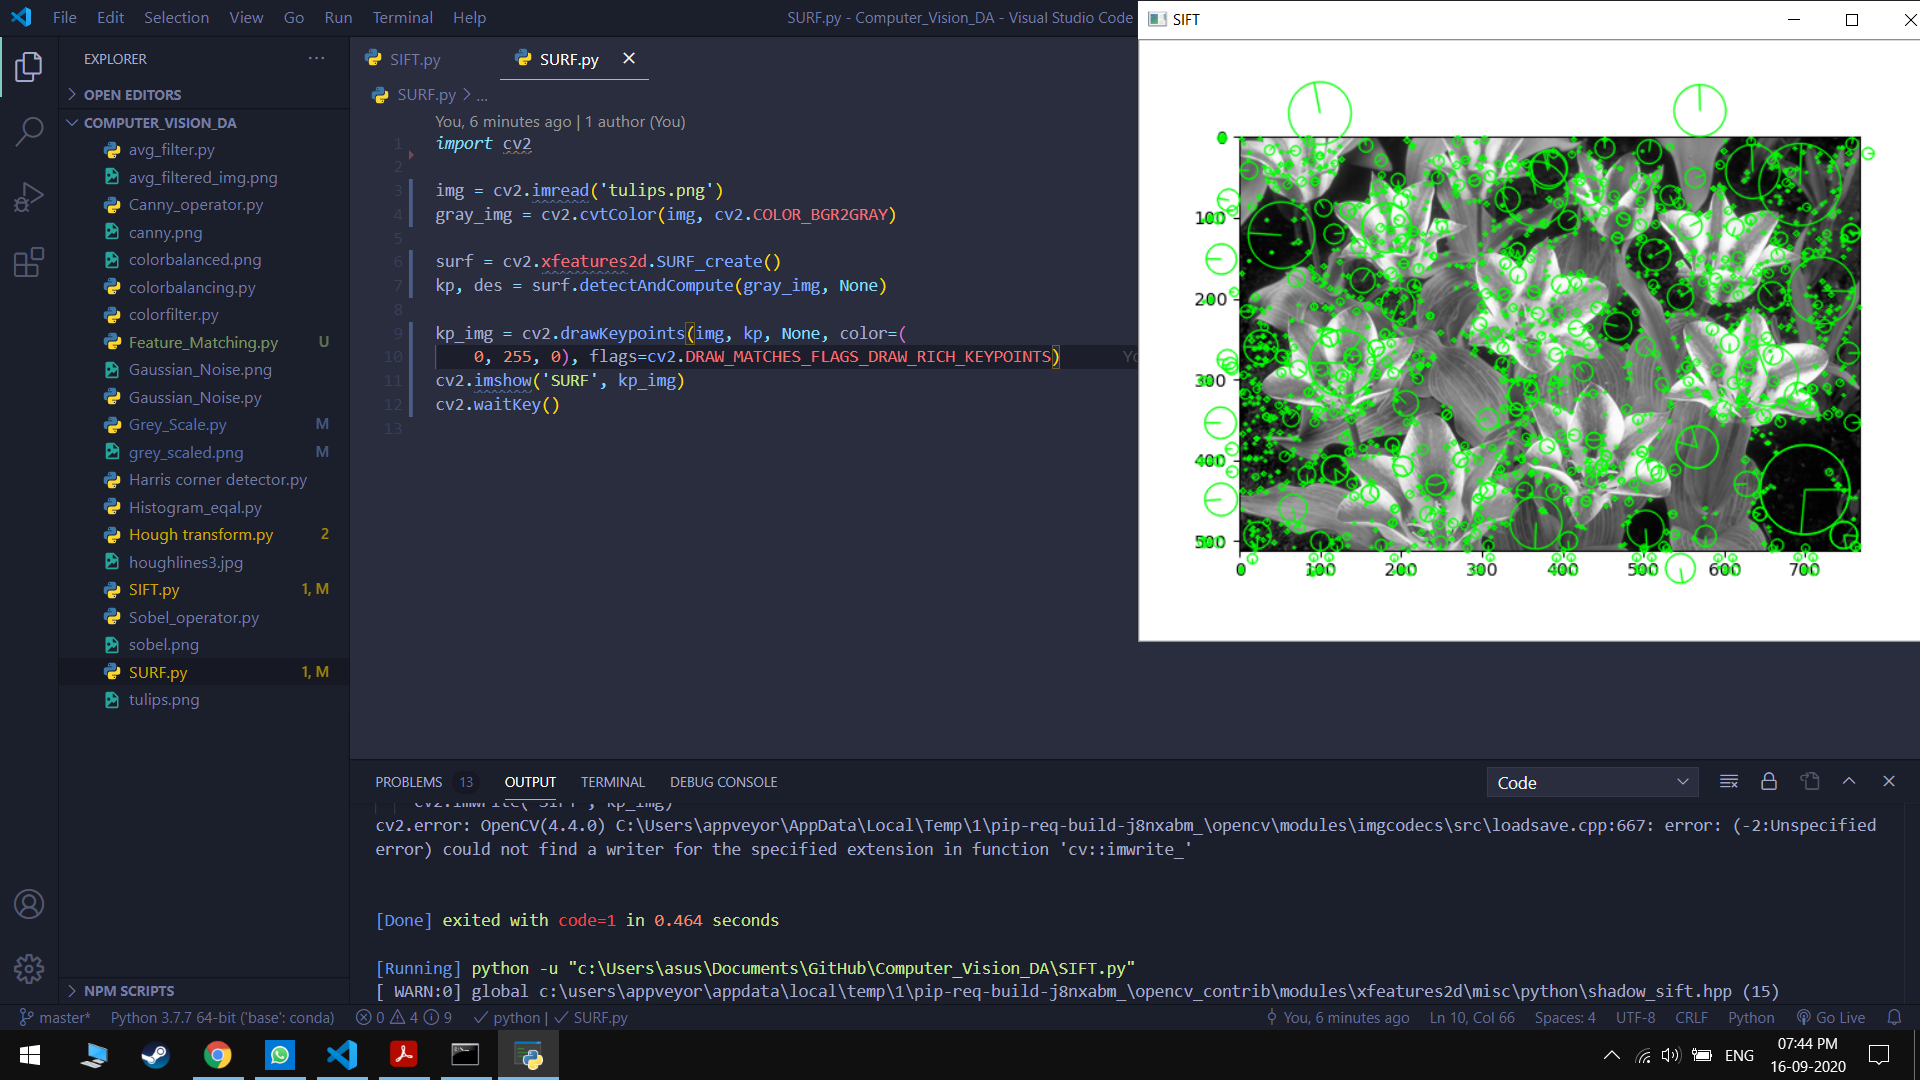 File Edit Selection View Go Run Terminal Help
SURF.py - Computer_Vision_DA - Visual Studio Code
EXPLORER
OPEN EDITORS
COMPUTER_VISION_DA
avg_filter.py
avg_filtered_img.png
Canny_operator.py
canny.png
colorbalanced.png
colorbalancing.py
colorfilter.py
Feature_Matching.py U
Gaussian_Noise.png
Gaussian_Noise.py
Grey_Scale.py M
grey_scaled.png M
Harris corner detector.py
Histogram_eqal.py
Hough transform.py 2
houghlines3.jpg
SIFT.py 1, M
Sobel_operator.py
sobel.png
SURF.py 1, M
tulips.png
NPM SCRIPTS
SIFT.py SURF.py
SURF.py > ...
You, 6 minutes ago | 1 author (You)
1 import cv2
2
3 img = cv2.imread('tulips.png')
4 gray_img = cv2.cvtColor(img, cv2.COLOR_BGR2GRAY)
5
6 surf = cv2.xfeatures2d.SURF_create()
7 kp, des = surf.detectAndCompute(gray_img, None)
8
9 kp_img = cv2.drawKeypoints(img, kp, None, color=(
10 0, 255, 0), flags=cv2.DRAW_MATCHES_FLAGS_DRAW_RICH_KEYPOINTS)
11 cv2.imshow('SURF', kp_img)
12 cv2.waitKey()
13
SIFT
0
100
200
300
400
500
0 100 200 300 400 500 600 700
PROBLEMS 13 OUTPUT TERMINAL DEBUG CONSOLE
Code
cv2.imwrite('SIFT', kp_img)
cv2.error: OpenCV(4.4.0) C:\Users\appveyor\AppData\Local\Temp\1\pip-req-build-j8nxabm_\opencv\modules\imgcodecs\src\loadsave.cpp:667: error: (-2:Unspecified
error) could not find a writer for the specified extension in function 'cv::imwrite_'
[Done] exited with code=1 in 0.464 seconds
[Running] python -u "c:\Users\asus\Documents\GitHub\Computer_Vision_DA\SIFT.py"
[ WARN:0] global c:\users\appveyor\appdata\local\temp\1\pip-req-build-j8nxabm_\opencv_contrib\modules\xfeatures2d\misc\python\shadow_sift.hpp (15)
master* Python 3.7.7 64-bit ('base': conda) 0 4 9 python | SURF.py
You, 6 minutes ago Ln 10, Col 66 Spaces: 4 UTF-8 CRLF Python Go Live
ENG
07:44 PM
16-09-2020